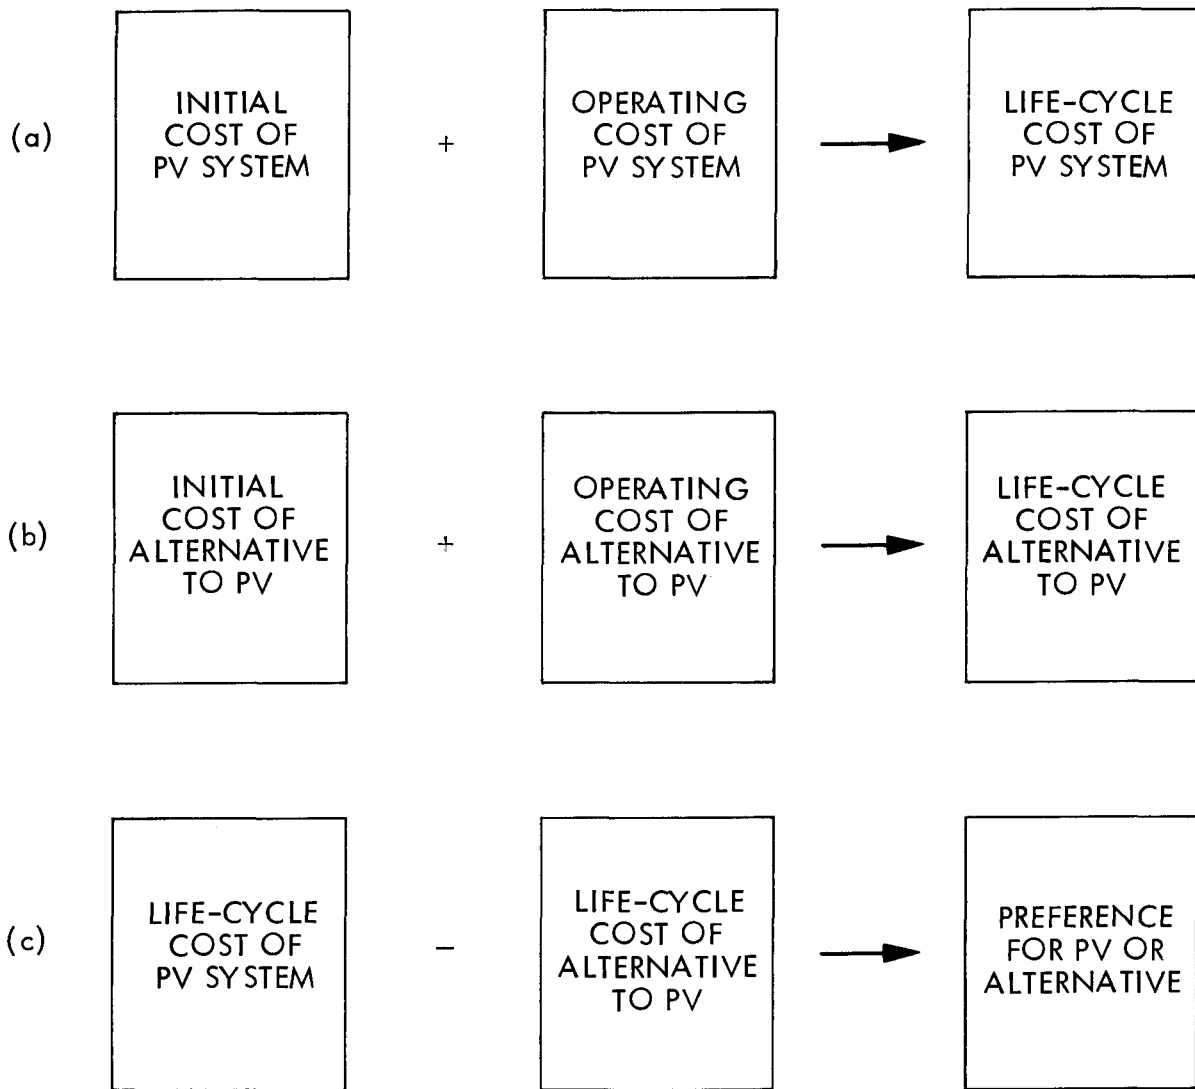 (a)
INITIAL
COST OF
PV SYSTEM
+
OPERATING
COST OF
PV SYSTEM
LIFE-CYCLE
COST OF
PV SYSTEM
(b)
INITIAL
COST OF
ALTERNATIVE
TO PV
+
OPERATING
COST OF
ALTERNATIVE
TO PV
LIFE-CYCLE
COST OF
ALTERNATIVE
TO PV
(c)
LIFE-CYCLE
COST OF
PV SYSTEM
−
LIFE-CYCLE
COST OF
ALTERNATIVE
TO PV
PREFERENCE
FOR PV OR
ALTERNATIVE